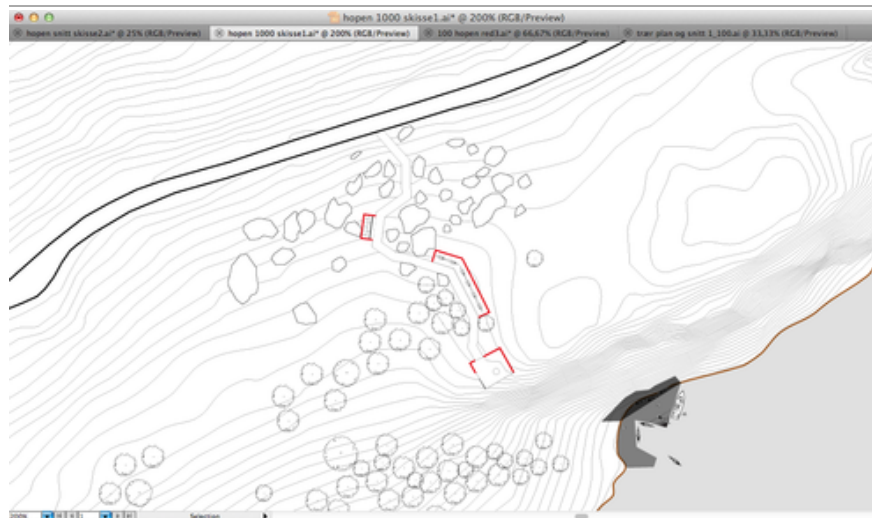 hopen 1000 skisse1.ai* @ 200% (RGB/Preview)
hopen snitt skisse2.ai* @ 25% (RGB/Preview)
hopen 1000 skisse1.ai* @ 200% (RGB/Preview)
100 hopen red3.ai* @ 66,67% (RGB/Preview)
trær plan og snitt 1_100.ai @ 33,33% (RGB/Preview)
200% 1 Selection